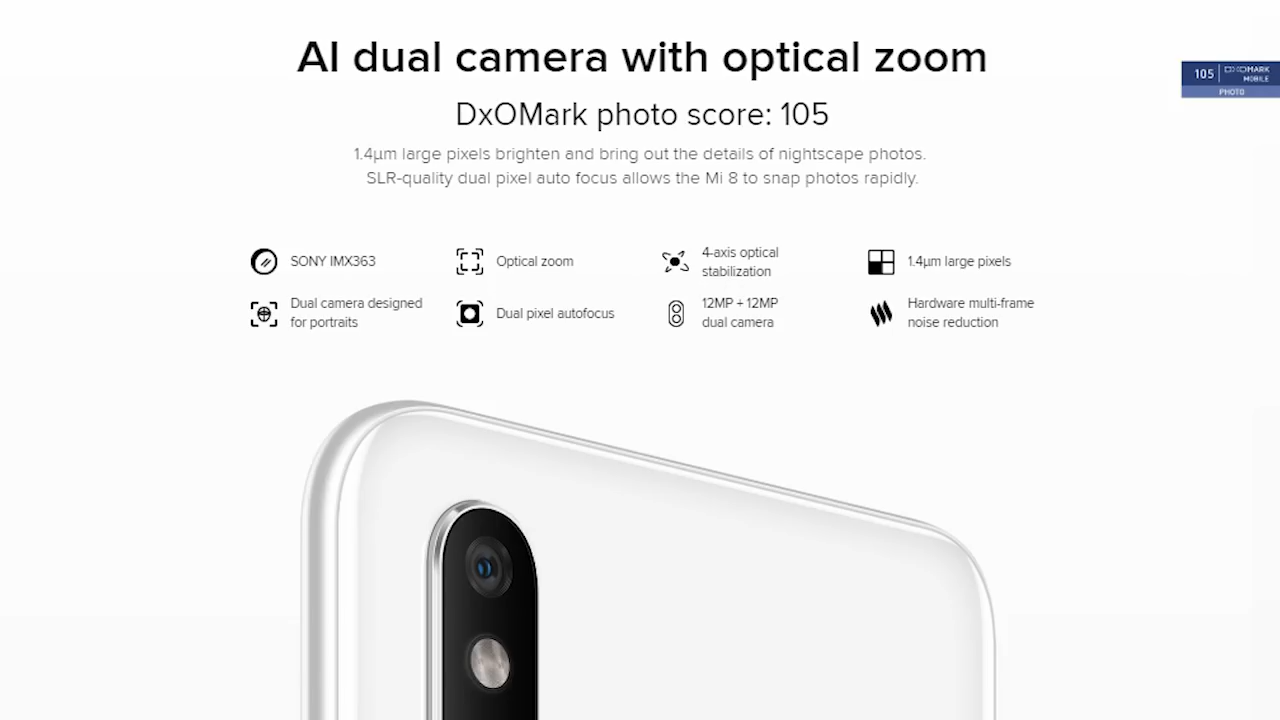 AI dual camera with optical zoom
105 DXOMARK
MOBILE
PHOTO
DxOMark photo score: 105
1.4µm large pixels brighten and bring out the details of nightscape photos.
SLR-quality dual pixel auto focus allows the Mi 8 to snap photos rapidly.
SONY IMX363
Optical zoom
4-axis optical
stabilization
1.4µm large pixels
Dual camera designed
for portraits
Dual pixel autofocus
12MP + 12MP
dual camera
Hardware multi-frame
noise reduction